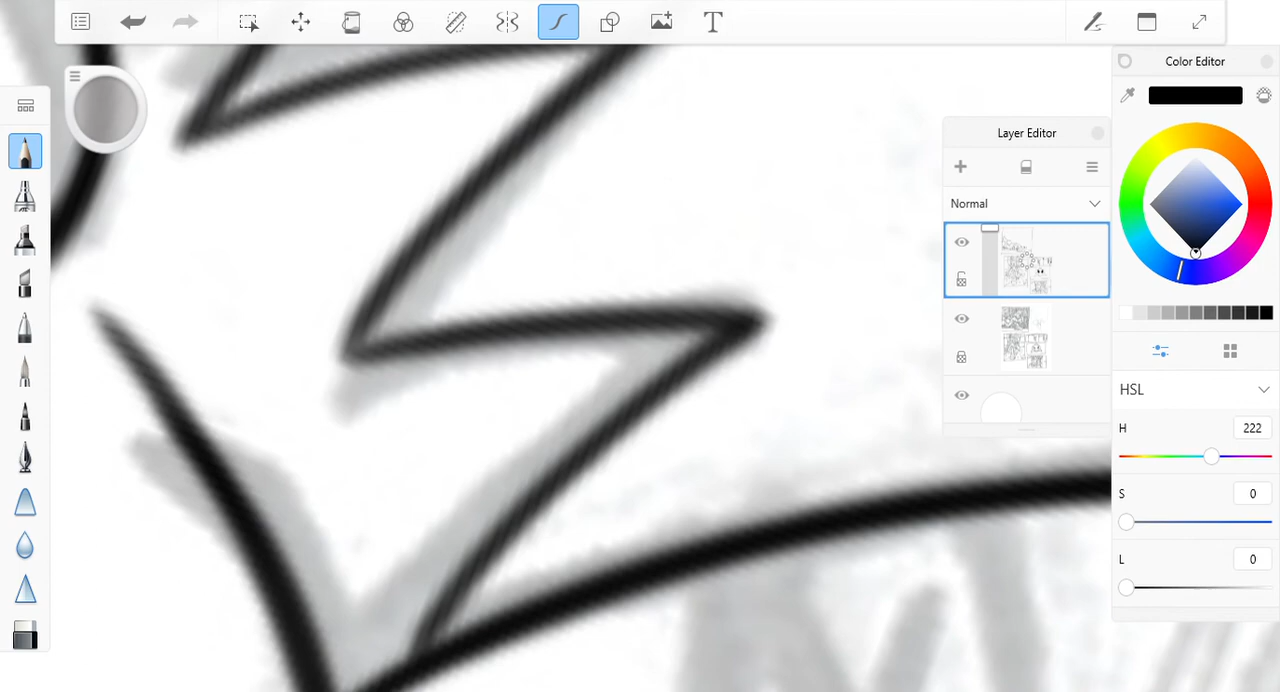 T
Color Editor
Layer Editor
Normal
HSL
H 222
S 0
L 0